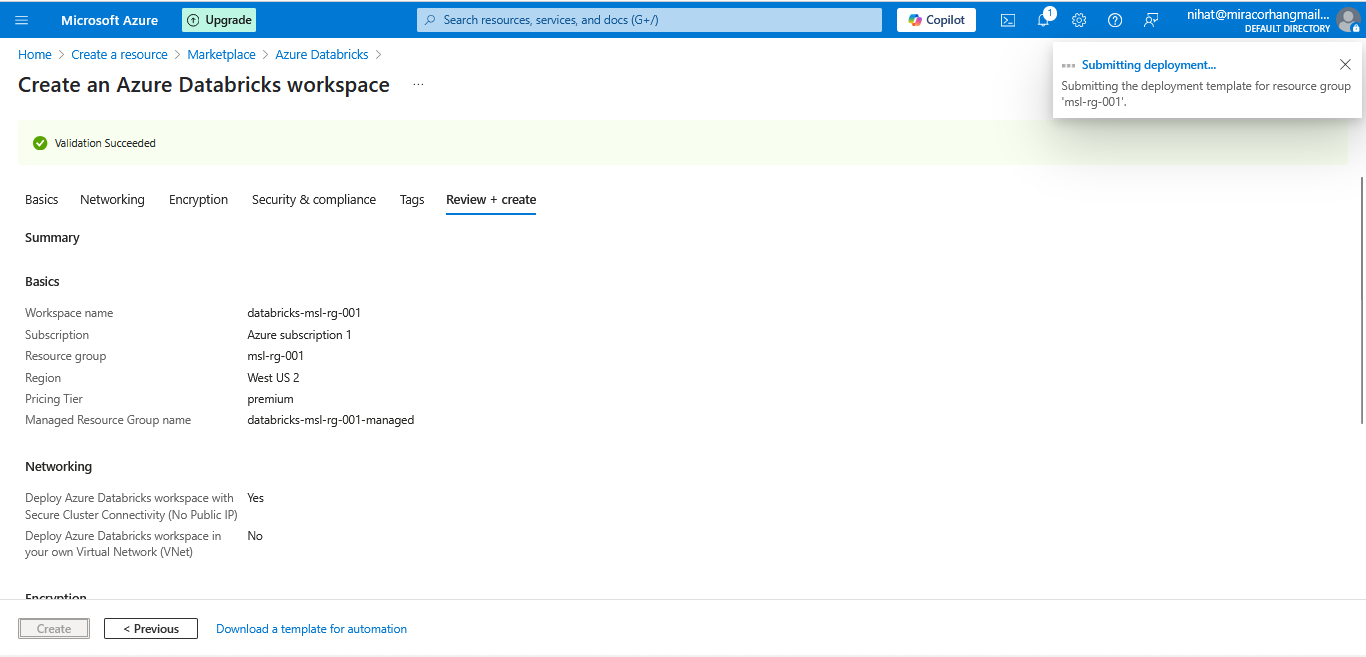 Microsoft Azure
Upgrade
Search resources, services, and docs (G+/)
Copilot
1
nihat@miracorhangmail...
DEFAULT DIRECTORY
Home > Create a resource > Marketplace > Azure Databricks >
Create an Azure Databricks workspace ...
Submitting deployment...
Submitting the deployment template for resource group
'msl-rg-001'.
Validation Succeeded
Basics Networking Encryption Security & compliance Tags Review + create
Summary
Basics
Workspace name databricks-msl-rg-001
Subscription Azure subscription 1
Resource group msl-rg-001
Region West US 2
Pricing Tier premium
Managed Resource Group name databricks-msl-rg-001-managed
Networking
Deploy Azure Databricks workspace with Yes
Secure Cluster Connectivity (No Public IP)
Deploy Azure Databricks workspace in No
your own Virtual Network (VNet)
Encryption
Create
< Previous
Download a template for automation